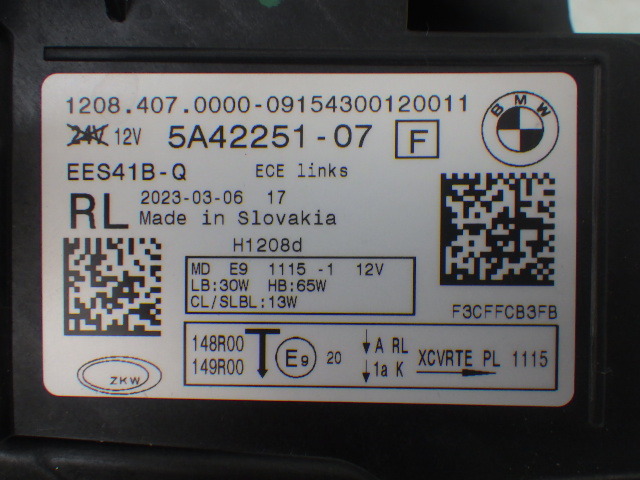 1208.407.0000-09154300120011
BMW
24V 12V 5A42251-07 F
EES41B-Q ECE links
RL 2023-03-06 17
Made in Slovakia
H1208d
MD E9 1115 -1 12V
LB:30W HB:65W
CL/SLBL:13W
F3CFFCB3FB
148R00
149R00
E9 20
↓A RL
↓1a K
XCVRTE PL 1115
ZKW